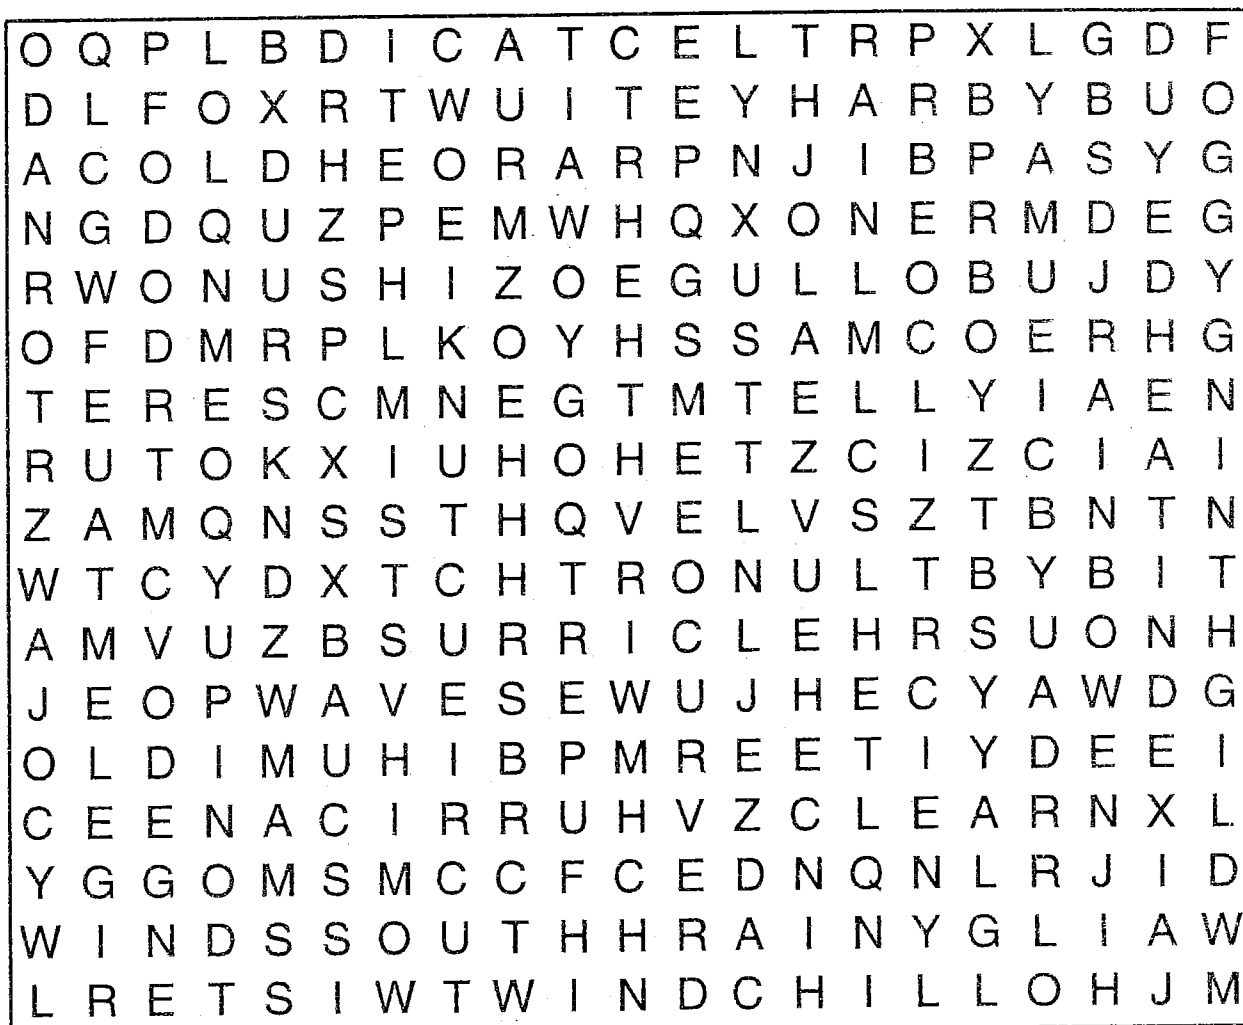 O Q P L B D I C A T C E L T R P X L G D F
D L F O X R T W U I T E Y H A R B Y B U O
A C O L D H E O R A R P N J I B P A S Y G
N G D Q U Z P E M W H Q X O N E R M D E G
R W O N U S H I Z O E G U L L O B U J D Y
O F D M R P L K O Y H S S A M C O E R H G
T E R E S C M N E G T M T E L L Y I A E N
R U T O K X I U H O H E T Z C I Z C I A I
Z A M Q N S S T H Q V E L V S Z T B N T N
W T C Y D X T C H T R O N U L T B Y B I T
A M V U Z B S U R R I C L E H R S U O N H
J E O P W A V E S E W U J H E C Y A W D G
O L D I M U H I B P M R E E T I Y D E E I
C E E N A C I R R U H V Z C L E A R N X L
Y G G O M S M C C F C E D N Q N L R J I D
W I N D S S O U T H H R A I N Y G L I A W
L R E T S I W T W I N D C H I L L O H J M